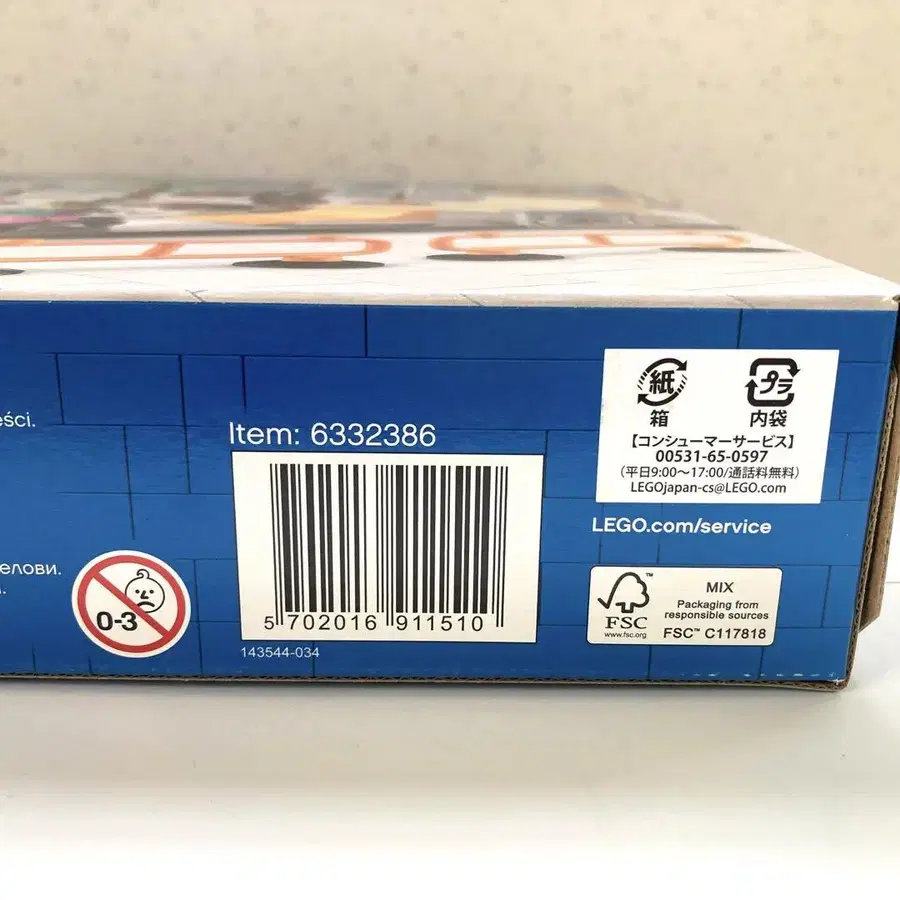 eści.
Item: 6332386
紙
箱
プラ
内袋
【コンシューマーサービス】
00531-65-0597
(平日9:00〜17:00/通話料無料)
LEGOjapan-cs@LEGO.com
LEGO.com/service
елови.
0-3
5 702016 911510
143544-034
FSC™
www.fsc.org
MIX
Packaging from
responsible sources
FSC™ C117818